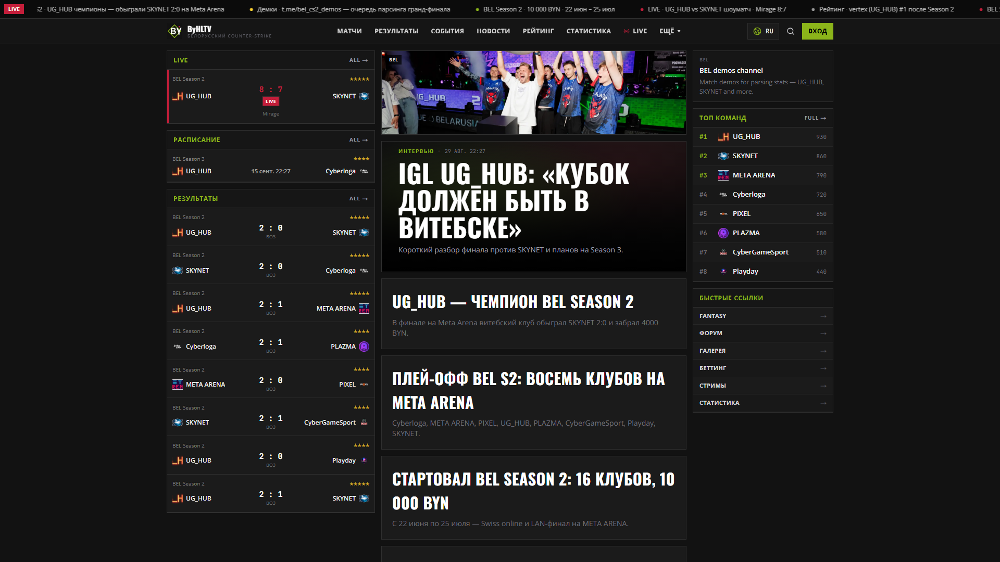 LIVE
S2 · UG_HUB чемпионы — обыграли SKYNET 2:0 на Meta Arena
Демки · t.me/bel_cs2_demos — очередь парсинга гранд-финала
BEL Season 2 · 10 000 BYN · 22 июн – 25 июл
LIVE · UG_HUB vs SKYNET шоуматч · Mirage 8:7
Рейтинг · vertex (UG_HUB) #1 после Season 2
BEL
BY
ByHLTV
БЕЛОРУССКИЙ COUNTER-STRIKE
МАТЧИ
РЕЗУЛЬТАТЫ
СОБЫТИЯ
НОВОСТИ
РЕЙТИНГ
СТАТИСТИКА
LIVE
ЕЩЁ
RU
ВХОД
LIVE
ALL →
BEL Season 2
★★★★★
8 : 7
UG_HUB
SKYNET
LIVE
Mirage
РАСПИСАНИЕ
ALL →
BEL Season 3
★★★★
UG_HUB
15 сент. 22:27
Cyberloga
РЕЗУЛЬТАТЫ
ALL →
BEL Season 2
★★★★★
UG_HUB
2 : 0
SKYNET
BO3
BEL Season 2
★★★★★
SKYNET
2 : 0
Cyberloga
BO3
BEL Season 2
★★★★★
UG_HUB
2 : 1
META ARENA
BO3
BEL Season 2
★★★★
Cyberloga
2 : 1
PLAZMA
BO3
BEL Season 2
★★★★
META ARENA
2 : 0
PIXEL
BO3
BEL Season 2
★★★★
SKYNET
2 : 1
CyberGameSport
BO3
BEL Season 2
★★★★
UG_HUB
2 : 0
Playday
BO3
BEL Season 2
★★★★★
UG_HUB
2 : 1
SKYNET
BO3
BEL
BELARUSIA
ИНТЕРВЬЮ · 29 АВГ. 22:27
IGL UG_HUB: «КУБОК
ДОЛЖЕН БЫТЬ В
ВИТЕБСКЕ»
Короткий разбор финала против SKYNET и планов на Season 3.
UG_HUB — ЧЕМПИОН BEL SEASON 2
В финале на Meta Arena витебский клуб обыграл SKYNET 2:0 и забрал 4000
BYN.
ПЛЕЙ-ОФФ BEL S2: ВОСЕМЬ КЛУБОВ НА
META ARENA
Cyberloga, META ARENA, PIXEL, UG_HUB, PLAZMA, CyberGameSport, Playday,
SKYNET.
СТАРТОВАЛ BEL SEASON 2: 16 КЛУБОВ, 10
000 BYN
С 22 июня по 25 июля — Swiss online и LAN-финал на META ARENA.
BEL
BEL demos channel
Match demos for parsing stats — UG_HUB,
SKYNET and more.
ТОП КОМАНД
FULL →
#1 UG_HUB 930
#2 SKYNET 860
#3 META ARENA 790
#4 Cyberloga 720
#5 PIXEL 650
#6 PLAZMA 580
#7 CyberGameSport 510
#8 Playday 440
БЫСТРЫЕ ССЫЛКИ
FANTASY →
ФОРУМ →
ГАЛЕРЕЯ →
БЕТТИНГ →
СТРИМЫ →
СТАТИСТИКА →